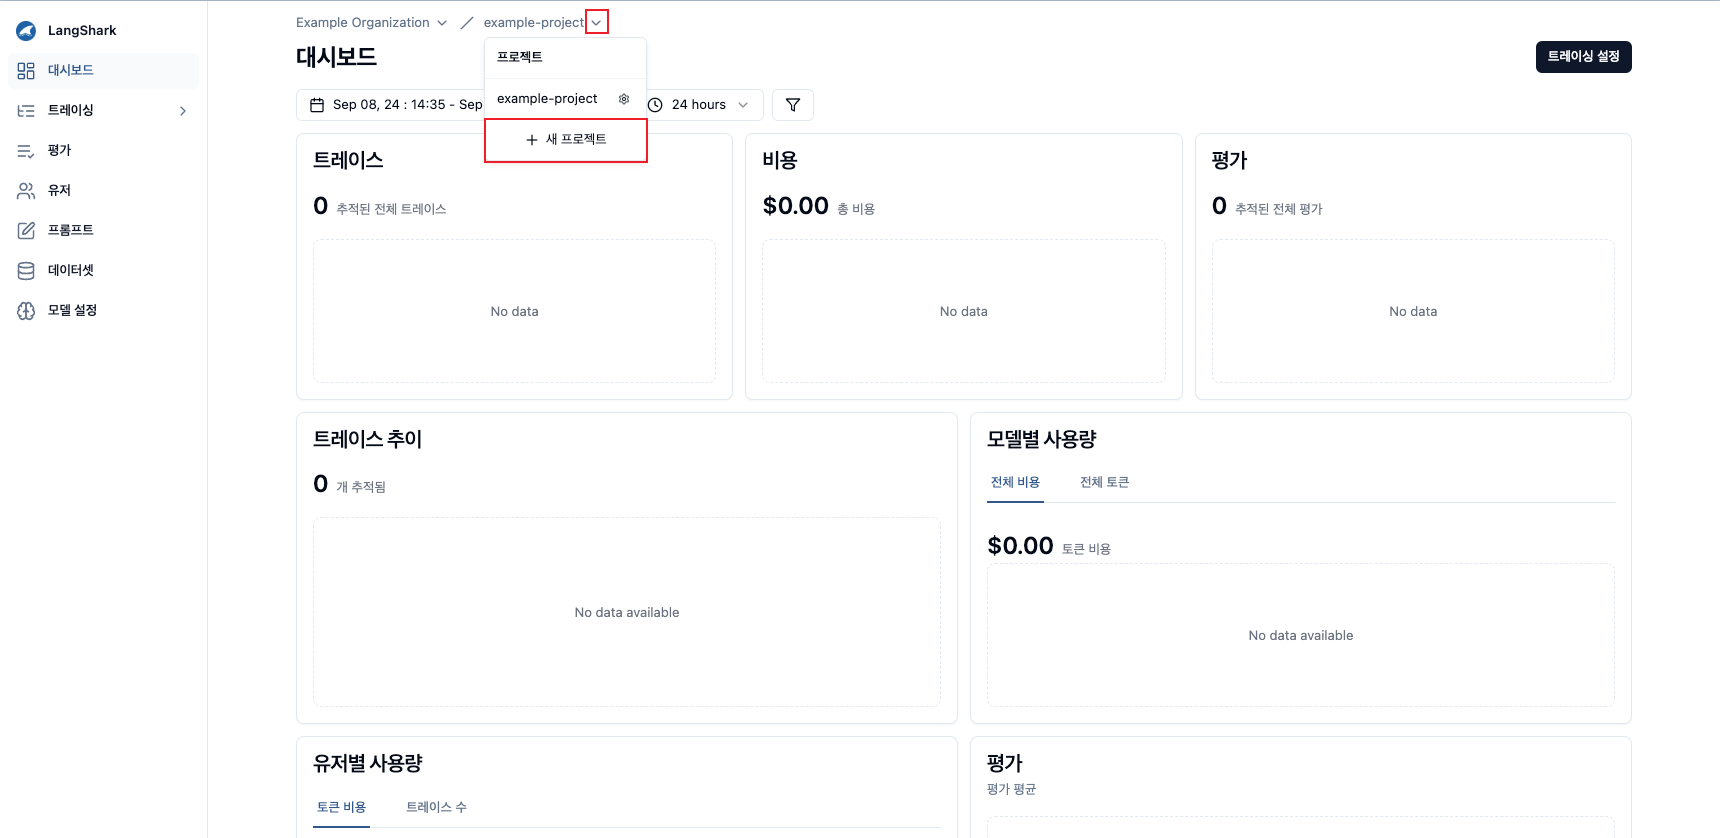 LangShark
대시보드
트레이싱
평가
유저
프롬프트
데이터셋
모델 설정
Example Organization
example-project
대시보드
트레이싱 설정
프로젝트
example-project
새 프로젝트
Sep 08, 24 : 14:35 - Sep
24 hours
트레이스
0 추적된 전체 트레이스
No data
비용
$0.00 총 비용
No data
평가
0 추적된 전체 평가
No data
트레이스 추이
0 개 추적됨
No data available
모델별 사용량
전체 비용 전체 토큰
$0.00 토큰 비용
No data available
유저별 사용량
토큰 비용 트레이스 수
평가
평가 평균